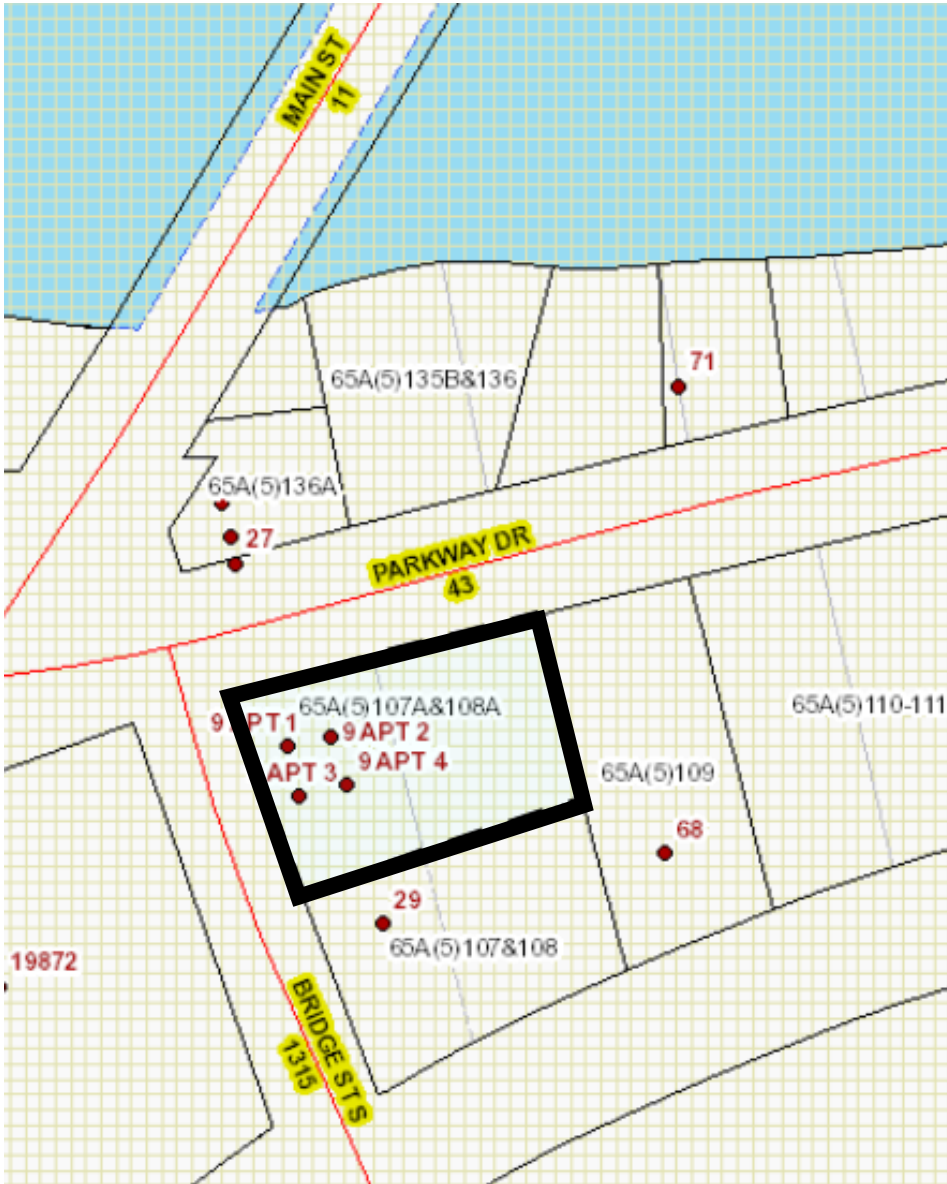 MAIN ST
11
65A(5)135B&136
71
65A(5)136A
27
PARKWAY DR
43
65A(5)107A&108A
65A(5)110-111
9 APT 1
9 APT 2
9 APT 4
APT 3
65A(5)109
68
29
65A(5)107&108
19872
BRIDGE ST S
1315